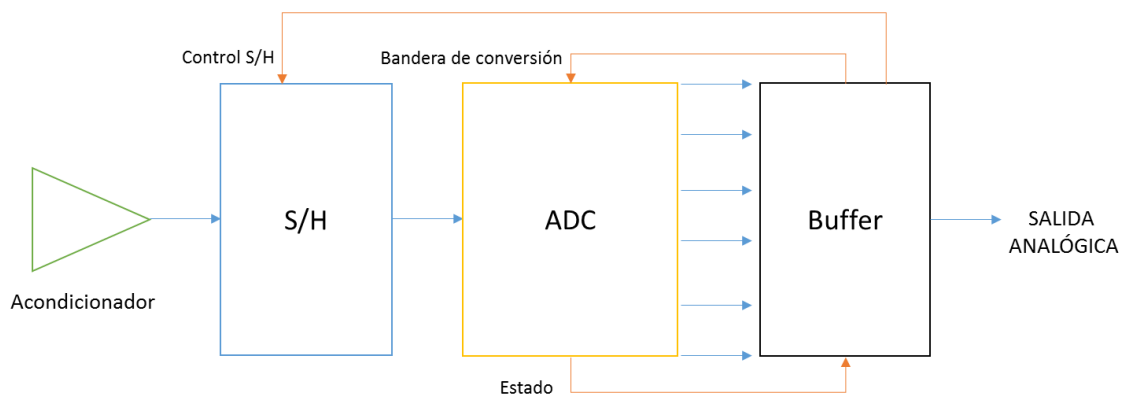 Control S/H
Bandera de conversión
S/H
ADC
Buffer
SALIDA
ANALÓGICA
Acondicionador
Estado